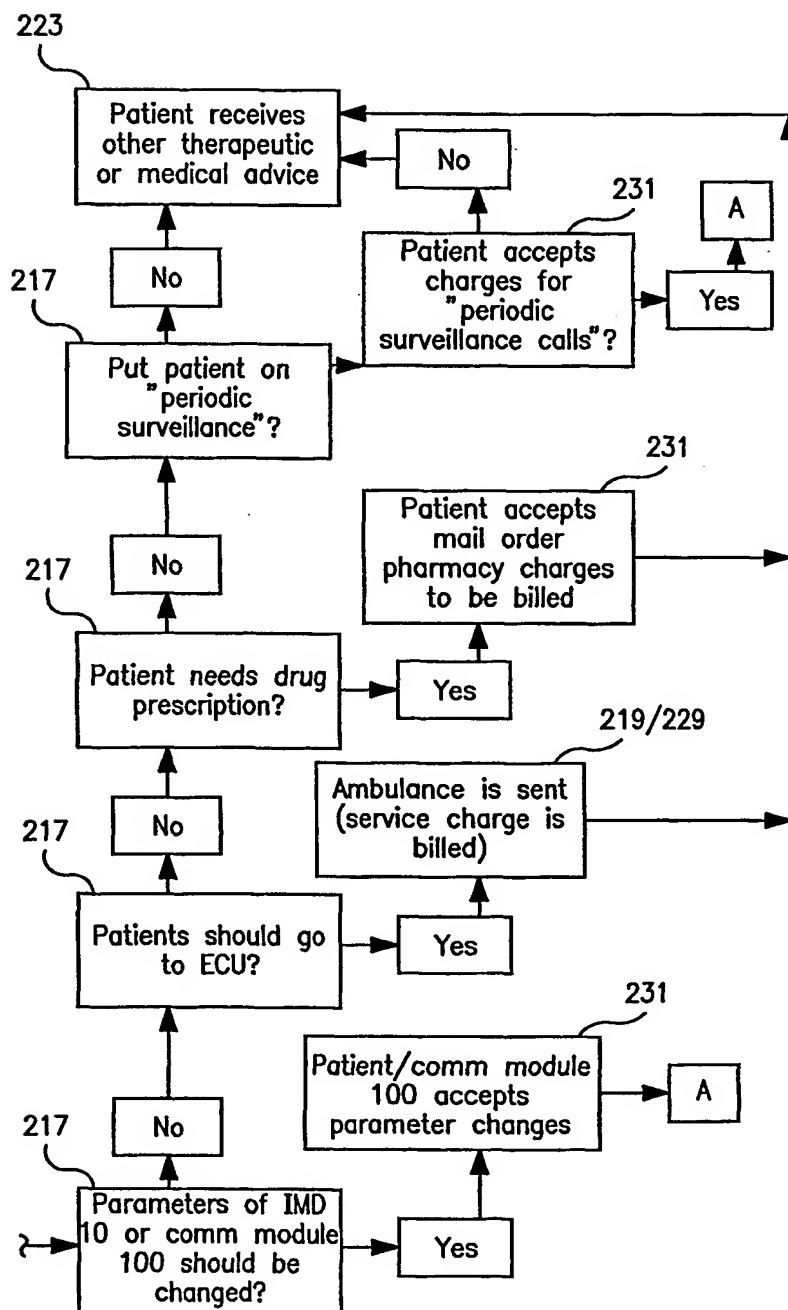 223
Patient receives
other therapeutic
or medical advice
No
231
A
Patient accepts
charges for
"periodic
surveillance calls"?
Yes
No
217
Put patient on
"periodic
surveillance"?
231
Patient accepts
mail order
pharmacy charges
to be billed
No
217
Patient needs drug
prescription?
Yes
219/229
Ambulance is sent
(service charge is
billed)
No
217
Patients should go
to ECU?
Yes
231
Patient/comm module
100 accepts
parameter changes
A
No
217
Parameters of IMD
10 or comm module
100 should be
changed?
Yes